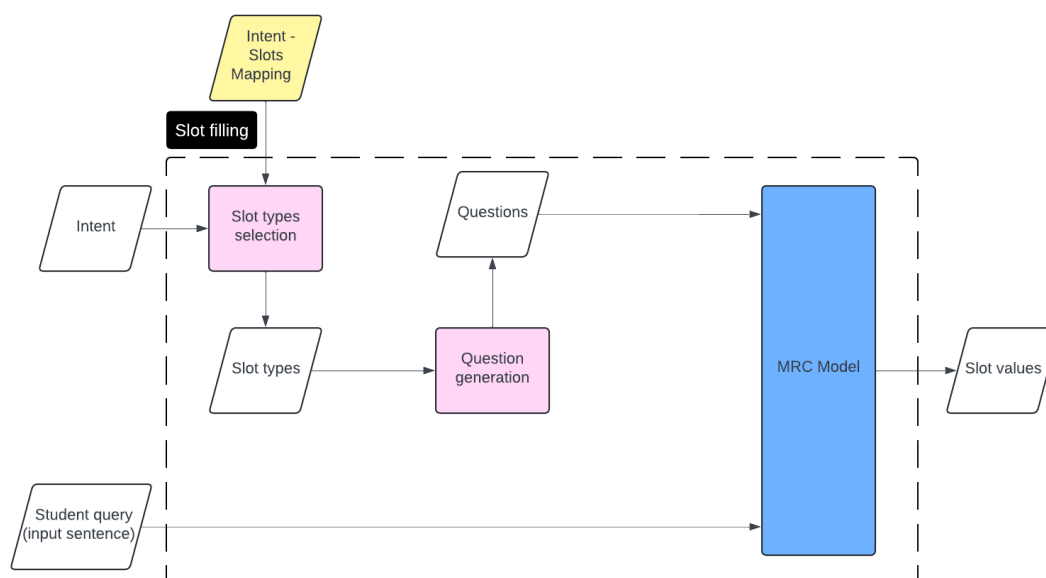 Intent -
Slots
Mapping
Slot filling
Intent
Slot types
selection
Questions
Slot types
Question
generation
MRC Model
Slot values
Student query
(input sentence)